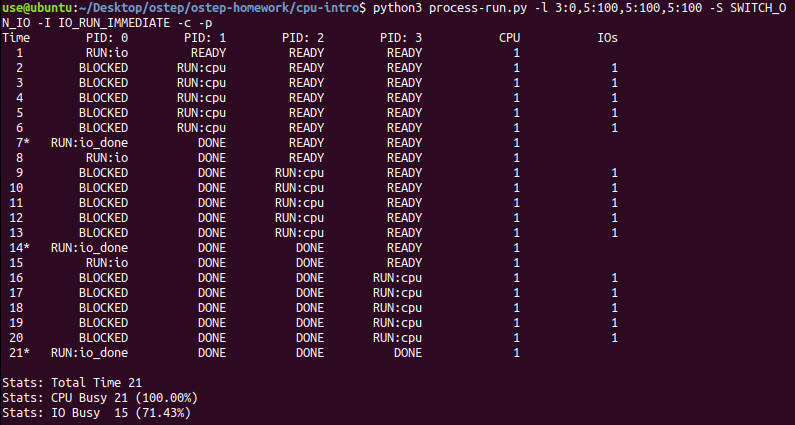 use@ubuntu:~/Desktop/ostep/ostep-homework/cpu-intro$ python3 process-run.py -l 3:0,5:100,5:100,5:100 -S SWITCH_O
N_IO -I IO_RUN_IMMEDIATE -c -p
Time PID: 0 PID: 1 PID: 2 PID: 3 CPU IOs
1 RUN:io READY READY READY 1
2 BLOCKED RUN:cpu READY READY 1 1
3 BLOCKED RUN:cpu READY READY 1 1
4 BLOCKED RUN:cpu READY READY 1 1
5 BLOCKED RUN:cpu READY READY 1 1
6 BLOCKED RUN:cpu READY READY 1 1
7* RUN:io_done DONE READY READY 1
8 RUN:io DONE READY READY 1
9 BLOCKED DONE RUN:cpu READY 1 1
10 BLOCKED DONE RUN:cpu READY 1 1
11 BLOCKED DONE RUN:cpu READY 1 1
12 BLOCKED DONE RUN:cpu READY 1 1
13 BLOCKED DONE RUN:cpu READY 1 1
14* RUN:io_done DONE DONE READY 1
15 RUN:io DONE DONE READY 1
16 BLOCKED DONE DONE RUN:cpu 1 1
17 BLOCKED DONE DONE RUN:cpu 1 1
18 BLOCKED DONE DONE RUN:cpu 1 1
19 BLOCKED DONE DONE RUN:cpu 1 1
20 BLOCKED DONE DONE RUN:cpu 1 1
21* RUN:io_done DONE DONE DONE 1
Stats: Total Time 21
Stats: CPU Busy 21 (100.00%)
Stats: IO Busy 15 (71.43%)